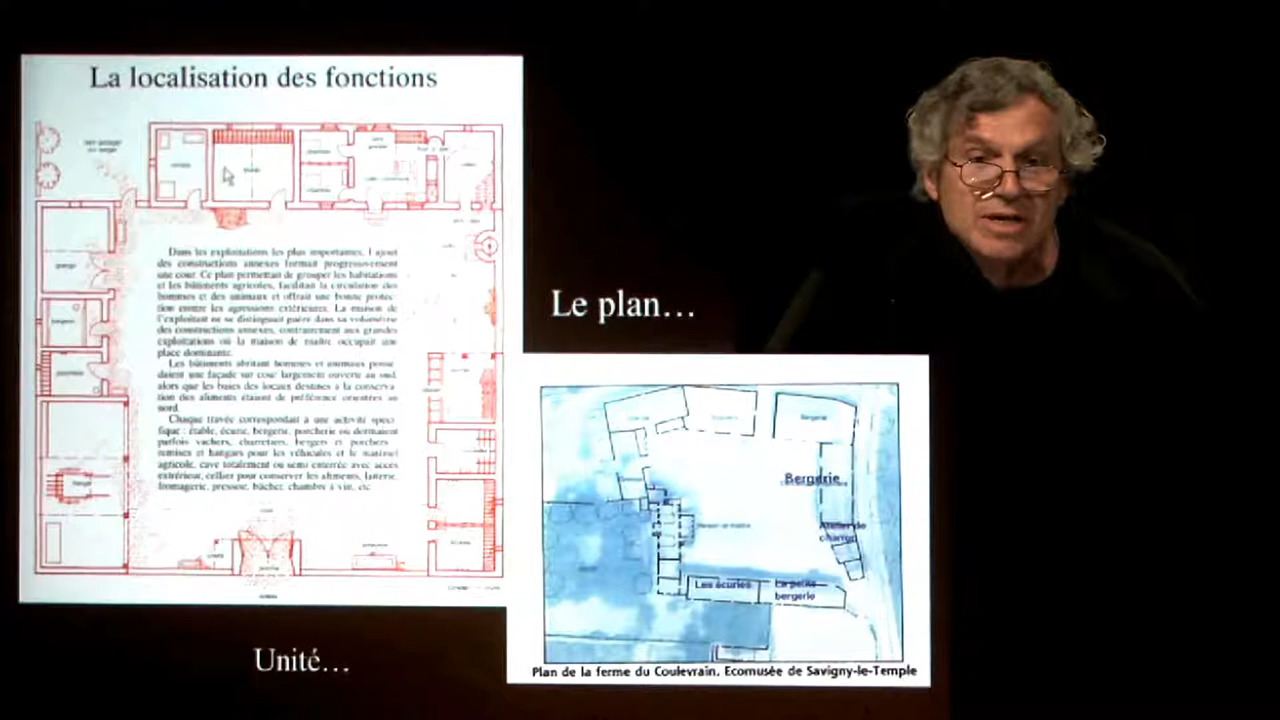 La localisation des fonctions
Dans les exploitations les plus importantes, l'ajout
des constructions annexes formait progressivement
une cour. Ce plan permettait de grouper les habitations
et les bâtiments agricoles, facilitait la circulation des
hommes et des animaux et offrait une bonne protec-
tion contre les agressions extérieures. La maison de
l'exploitant ne se distinguait guère dans sa volumétrie
des constructions annexes, contrairement aux grandes
exploitations où la maison de maître occupait une
place dominante.
Les bâtiments abritant hommes et animaux possé-
daient une façade sur cour largement ouverte au sud,
alors que les baies des locaux destinés à la conserva-
tion des aliments étaient de préférence orientées au
nord.
Chaque travée correspondait à une activité spéci-
fique : étable, écurie, bergerie, porcherie où dormaient
parfois vachers, charretiers, bergers et porchers
remises et hangars pour les véhicules et le matériel
agricole, cave totalement ou semi enterrée avec accès
extérieur, cellier pour conserver les aliments, laiterie,
fromagerie, pressoir, bûcher, chambre à vin, etc
Unité...
Le plan...
Bergerie
Bergerie
Atelier de
charron
Les écuries
La petite
bergerie
Plan de la ferme du Coulevrain. Ecomusée de Savigny-le-Temple